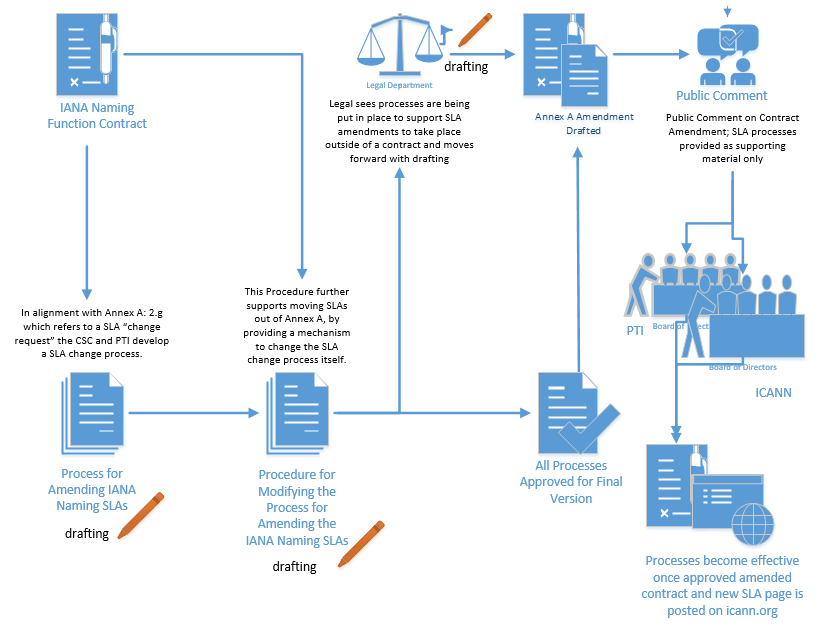 IANA Naming
Function Contract
In alignment with Annex A: 2.g
which refers to a SLA “change
request” the CSC and PTI develop
a SLA change process.
Process for
Amending IANA
Naming SLAs
drafting
This Procedure further
supports moving SLAs
out of Annex A, by
providing a mechanism
to change the SLA
change process itself.
Procedure for
Modifying the
Process for
Amending the
IANA Naming SLAs
drafting
Legal Department
Legal sees processes are being
put in place to support SLA
amendments to take place
outside of a contract and moves
forward with drafting
drafting
Annex A Amendment
Drafted
All Processes
Approved for Final
Version
Public Comment
Public Comment on Contract
Amendment; SLA processes
provided as supporting
material only
PTI
Board of
Board of Directors
ICANN
Processes become effective
once approved amended
contract and new SLA page is
posted on icann.org